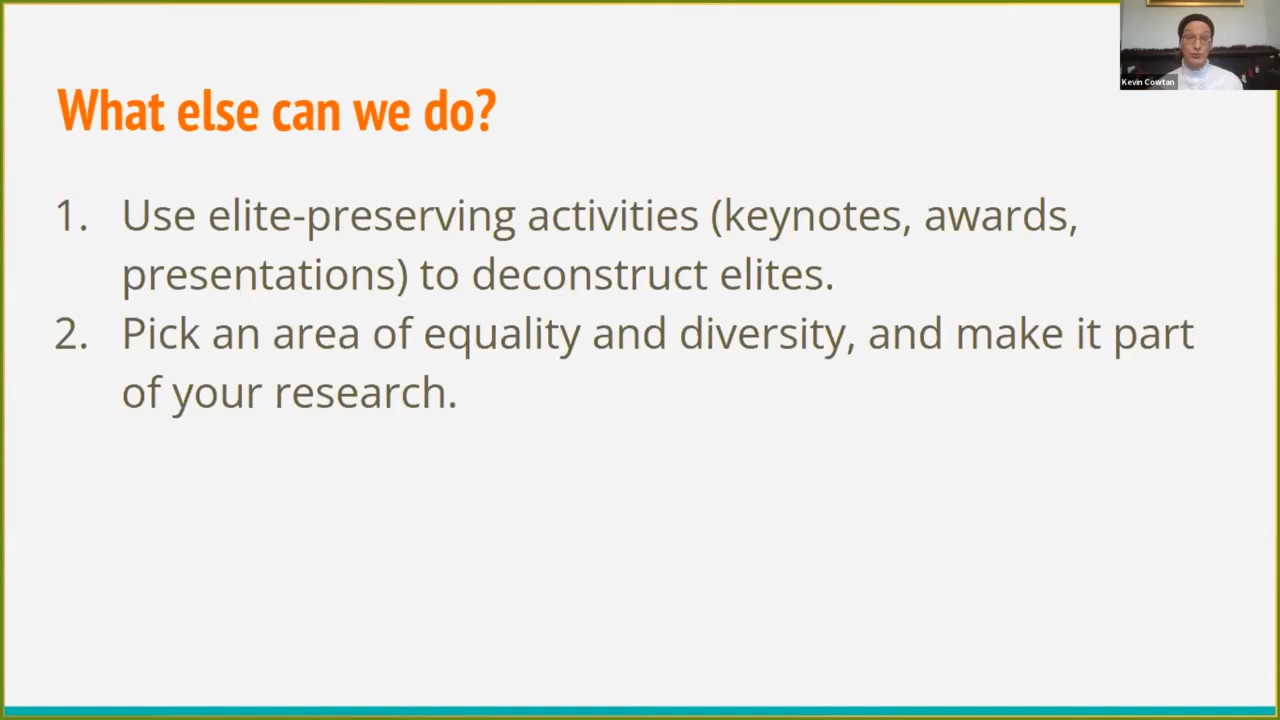 Kevin Cowtan
What else can we do?
1. Use elite-preserving activities (keynotes, awards,
presentations) to deconstruct elites.
2. Pick an area of equality and diversity, and make it part
of your research.